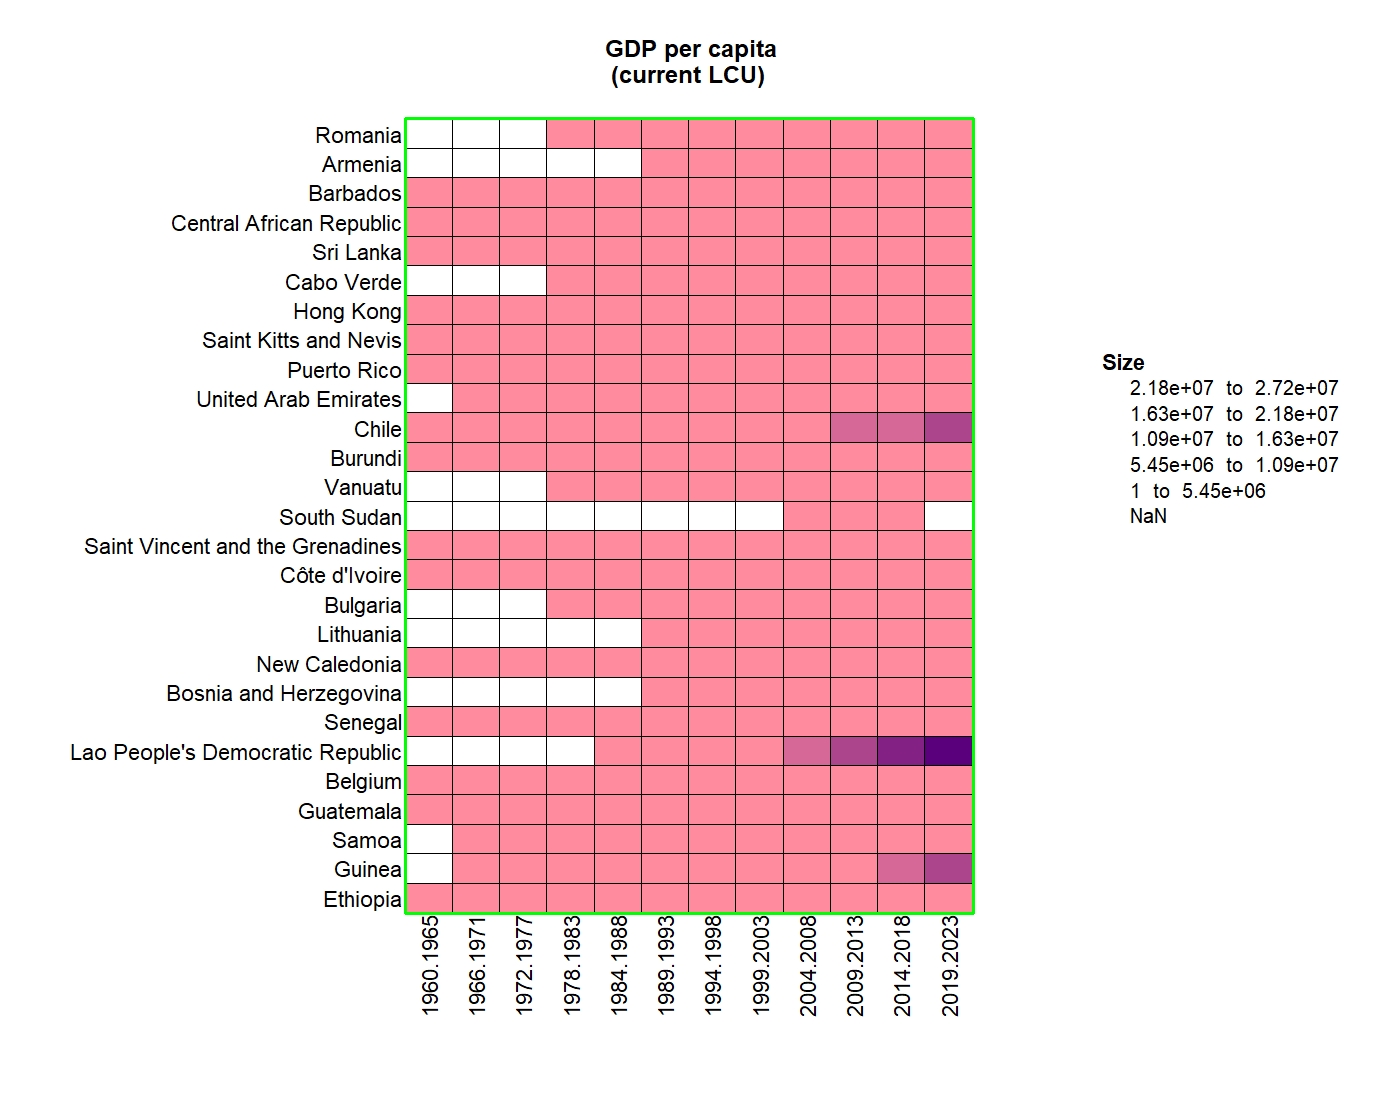 GDP per capita
(current LCU)
Romania
Armenia
Barbados
Central African Republic
Sri Lanka
Cabo Verde
Hong Kong
Saint Kitts and Nevis
Puerto Rico
United Arab Emirates
Chile
Burundi
Vanuatu
South Sudan
Saint Vincent and the Grenadines
Côte d'Ivoire
Bulgaria
Lithuania
New Caledonia
Bosnia and Herzegovina
Senegal
Lao People's Democratic Republic
Belgium
Guatemala
Samoa
Guinea
Ethiopia
1960.1965
1966.1971
1972.1977
1978.1983
1984.1988
1989.1993
1994.1998
1999.2003
2004.2008
2009.2013
2014.2018
2019.2023
Size
2.18e+07 to 2.72e+07
1.63e+07 to 2.18e+07
1.09e+07 to 1.63e+07
5.45e+06 to 1.09e+07
1 to 5.45e+06
NaN